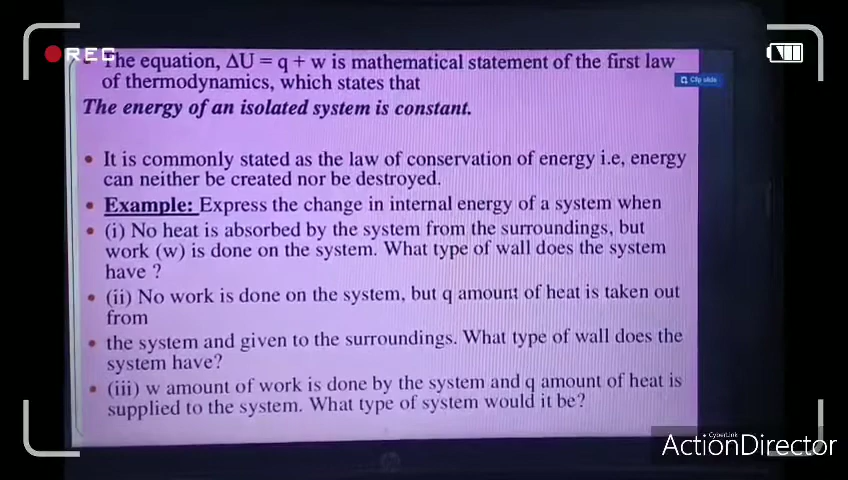 REC
The equation, ΔU = q + w is mathematical statement of the first law
of thermodynamics, which states that
Clip slide
The energy of an isolated system is constant.
• It is commonly stated as the law of conservation of energy i.e, energy
can neither be created nor be destroyed.
• Example: Express the change in internal energy of a system when
• (i) No heat is absorbed by the system from the surroundings, but
work (w) is done on the system. What type of wall does the system
have ?
• (ii) No work is done on the system, but q amount of heat is taken out
from
• the system and given to the surroundings. What type of wall does the
system have?
• (iii) w amount of work is done by the system and q amount of heat is
supplied to the system. What type of system would it be?
CyberLink
ActionDirector